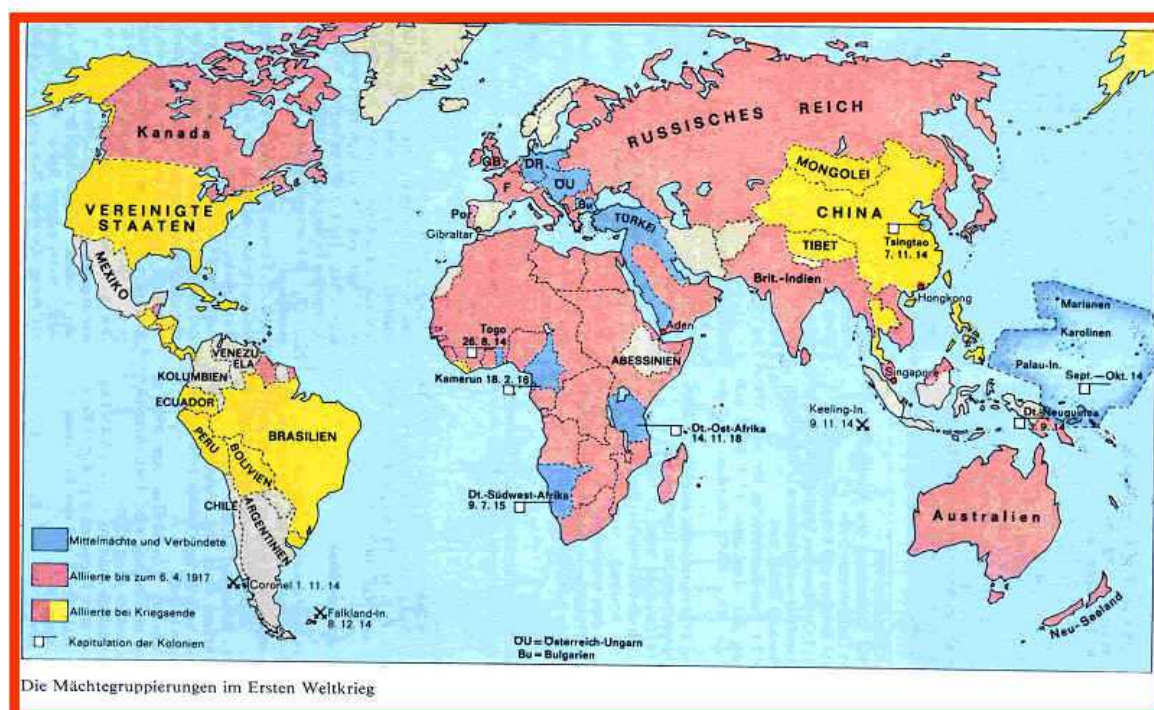 Kanada
VEREINIGTE
STAATEN
MEXIKO
VENEZU-
ELA
KOLUMBIEN
ECUADOR
PERU
BRASILIEN
BOLIVIEN
CHILE
ARGENTINIEN
Coronel 1. 11. 14
Falkland-In.
8. 12. 14
GB
F
Por.
Gibraltar
DR
ÖU
Bu
TÜRKEI
RUSSISCHES REICH
MONGOLEI
CHINA
TIBET
Tsingtao
7. 11. 14
Brit.-Indien
Hongkong
Aden
ABESSINIEN
Togo
26. 8. 14
Kamerun 18. 2. 16
Dt.-Ost-Afrika
14. 11. 18
Dt.-Südwest-Afrika
9. 7. 15
Singapore
Keeling-In.
9. 11. 14
Marianen
Karolinen
Palau-In.
Sept.—Okt. 14
Dt.-Neuguinea
9. 14
Australien
Neu-Seeland
Mittelmächte und Verbündete
Alliierte bis zum 6. 4. 1917
Alliierte bei Kriegsende
Kapitulation der Kolonien
ÖU = Österreich-Ungarn
Bu = Bulgarien
Die Mächtegruppierungen im Ersten Weltkrieg